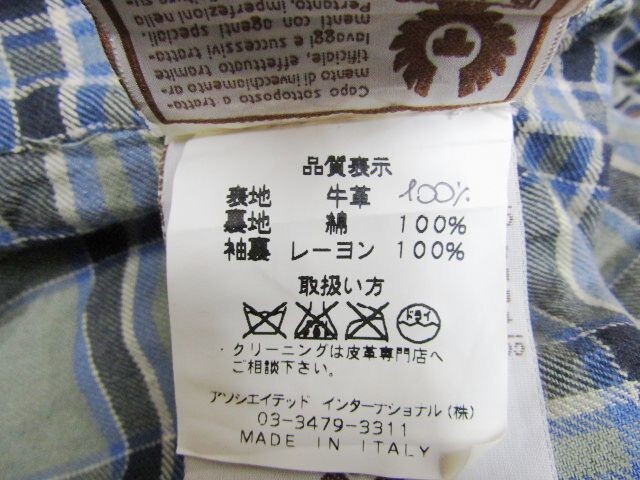 Capo sottoposto a tratta-
mento di invecchiamento ar-
tificiale, effettuato tramite
lavaggi e successivi tratta-
menti con agenti speciali.
Pertanto, imperfezioni nella
品質表示
表地 牛革 100%
裏地 綿 100%
袖裏 レーヨン 100%
取扱い方
ドライ
・クリーニングは皮革専門店へ
ご相談下さい。
アソシエイテッド インターナショナル(株)
03-3479-3311
MADE IN ITALY